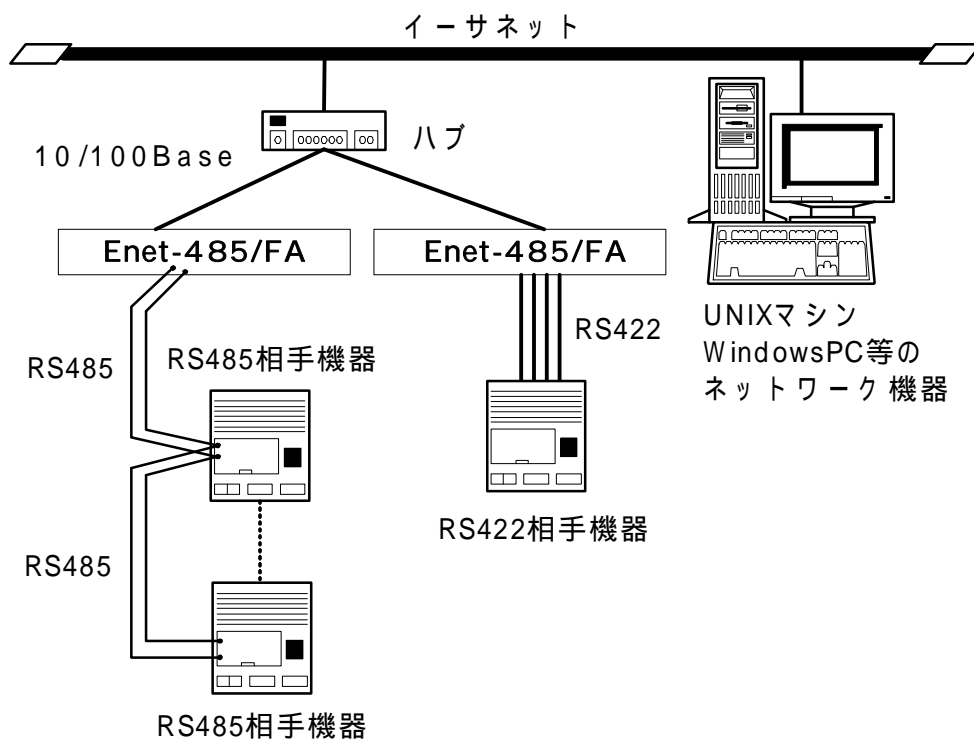 イーサネット
ハブ
10/100Base
Enet-485/FA
Enet-485/FA
RS422
UNIXマシン
WindowsPC等の
ネットワーク機器
RS485
RS485相手機器
RS422相手機器
RS485
RS485相手機器